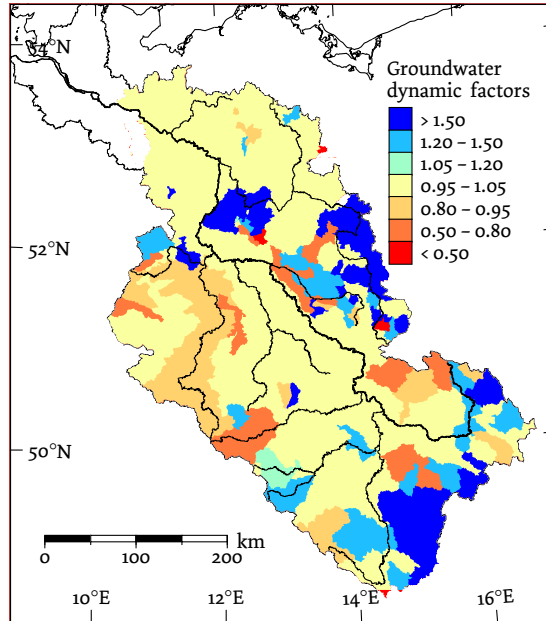 54°N
Groundwater
dynamic factors
> 1.50
1.20 – 1.50
1.05 – 1.20
0.95 – 1.05
0.80 – 0.95
0.50 – 0.80
< 0.50
52°N
50°N
km
0 50 100 150 200
10°E 12°E 14°E 16°E